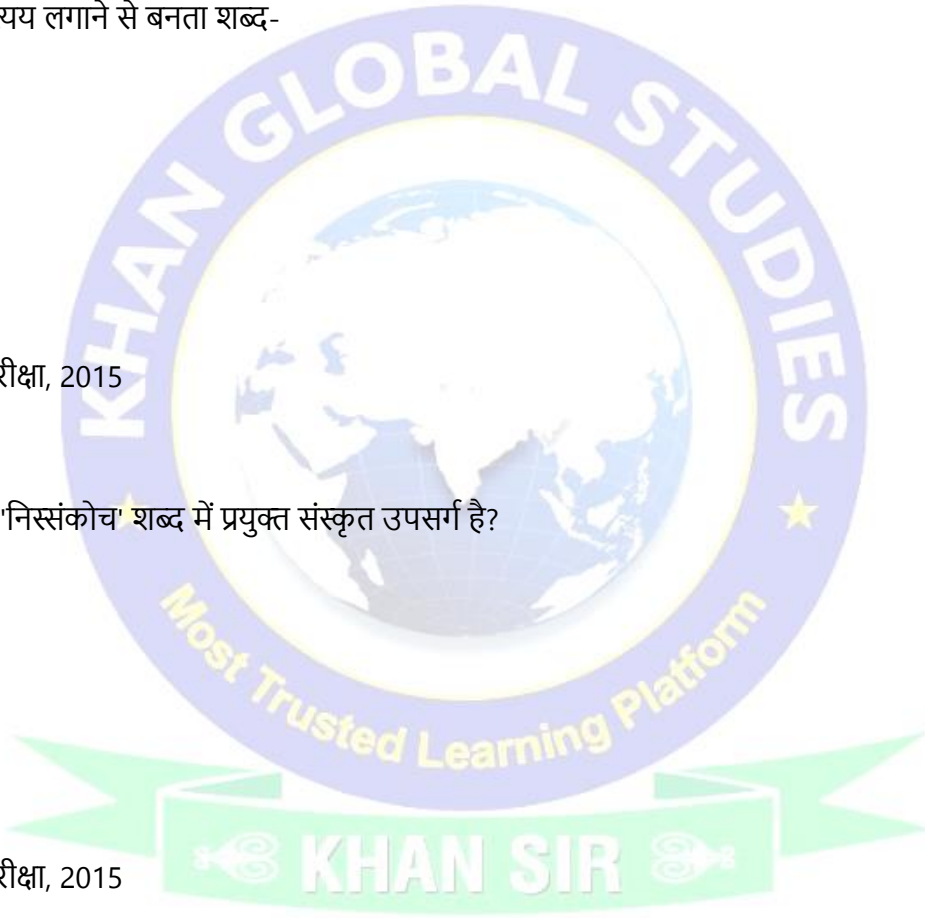 यय लगाने से बनता शब्द-
KHAN GLOBAL STUDIES
रीक्षा, 2015
'निस्संकोच' शब्द में प्रयुक्त संस्कृत उपसर्ग है?
Most Trusted Learning Platform
KHAN SIR
रीक्षा, 2015